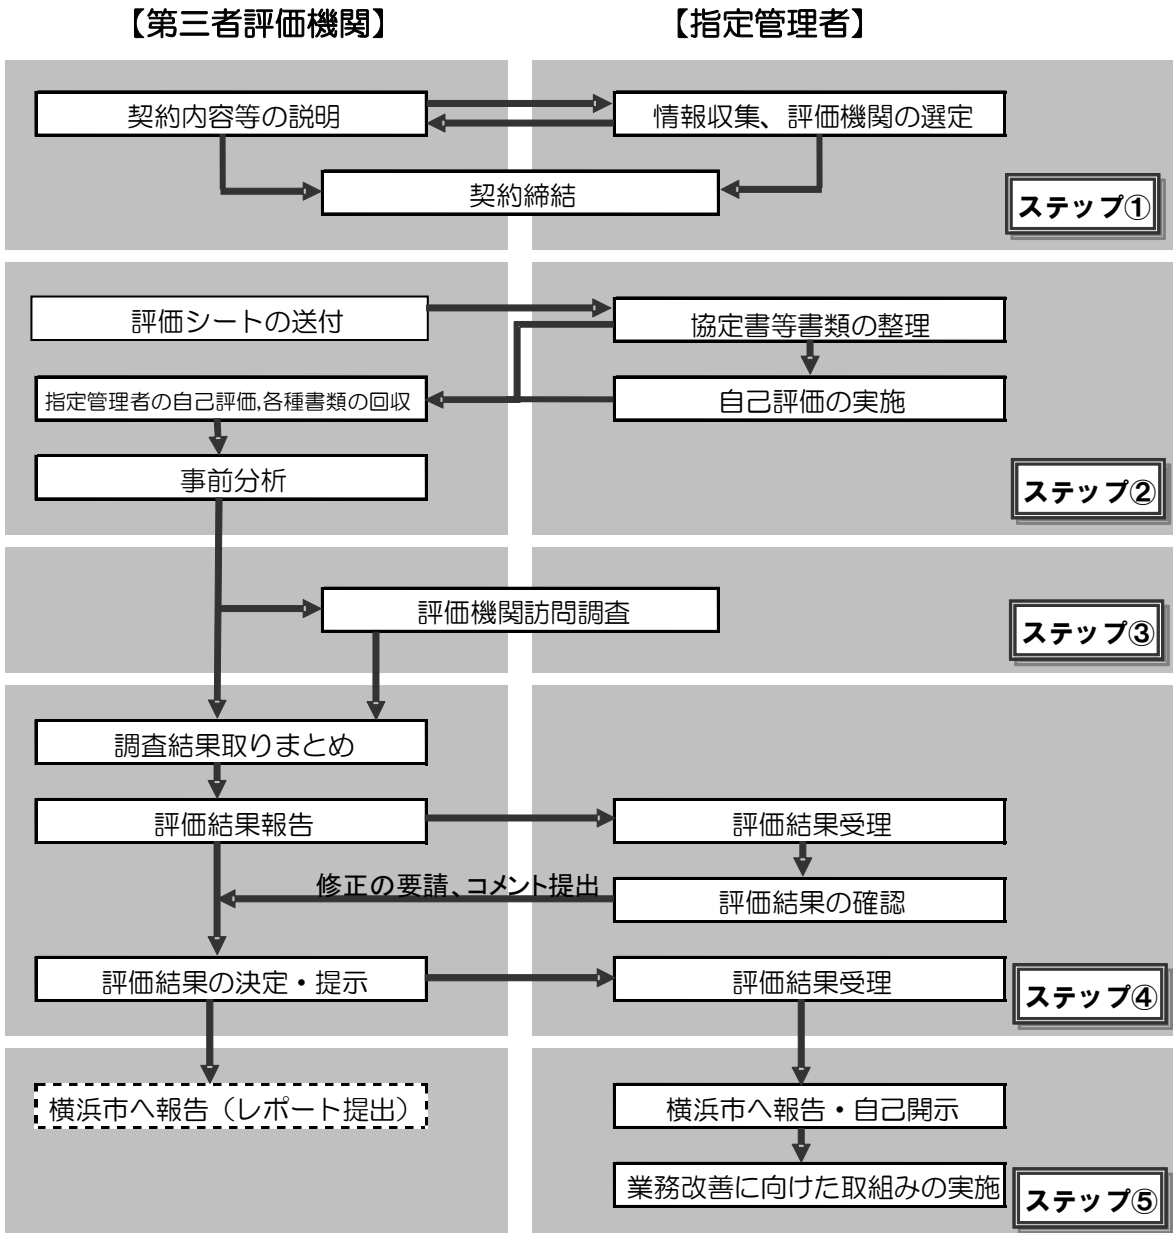 【第三者評価機関】
【指定管理者】
契約内容等の説明
情報収集、評価機関の選定
契約締結
ステップ①
評価シートの送付
協定書等書類の整理
指定管理者の自己評価,各種書類の回収
自己評価の実施
事前分析
ステップ②
評価機関訪問調査
ステップ③
調査結果取りまとめ
評価結果報告
評価結果受理
修正の要請、コメント提出
評価結果の確認
評価結果の決定・提示
評価結果受理
ステップ④
横浜市へ報告（レポート提出）
横浜市へ報告・自己開示
業務改善に向けた取組みの実施
ステップ⑤